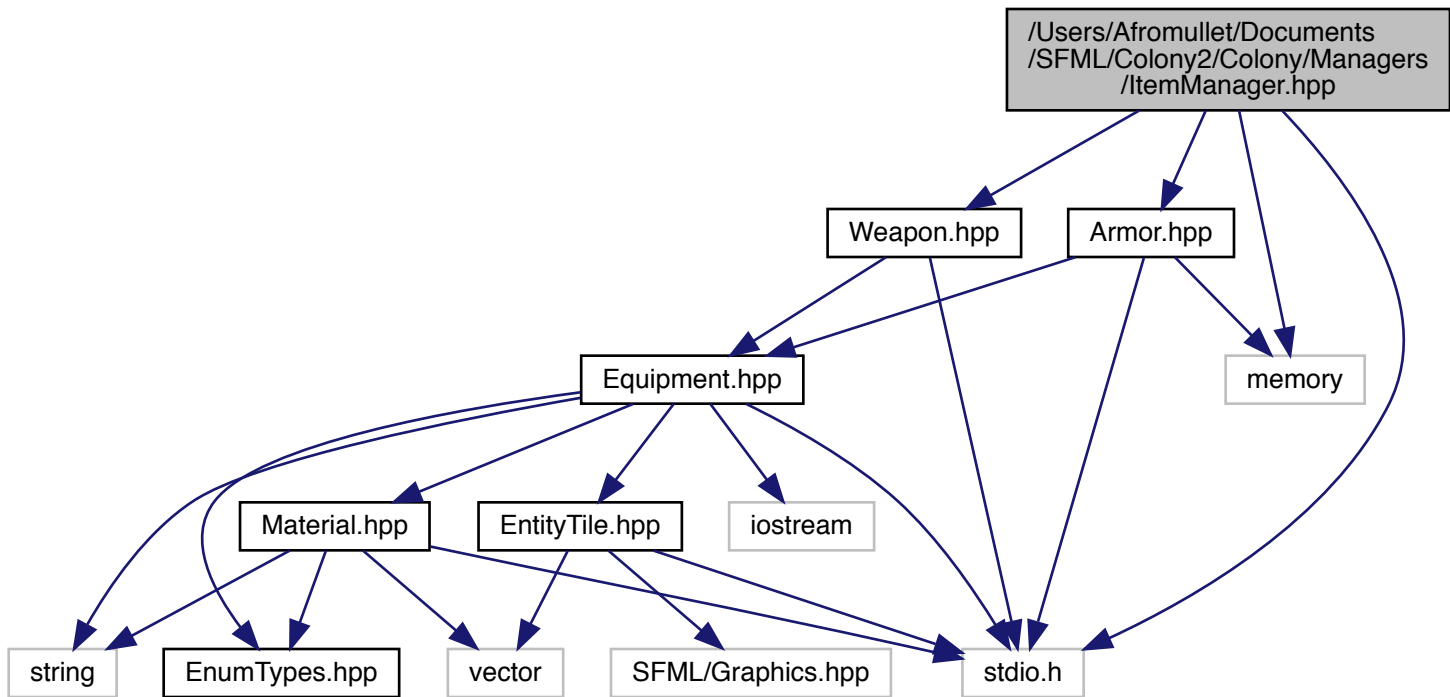 /Users/Afromullet/Documents
/SFML/Colony2/Colony/Managers
/ItemManager.hpp
Weapon.hpp
Armor.hpp
Equipment.hpp
memory
Material.hpp
EntityTile.hpp
iostream
string
EnumTypes.hpp
vector
SFML/Graphics.hpp
stdio.h